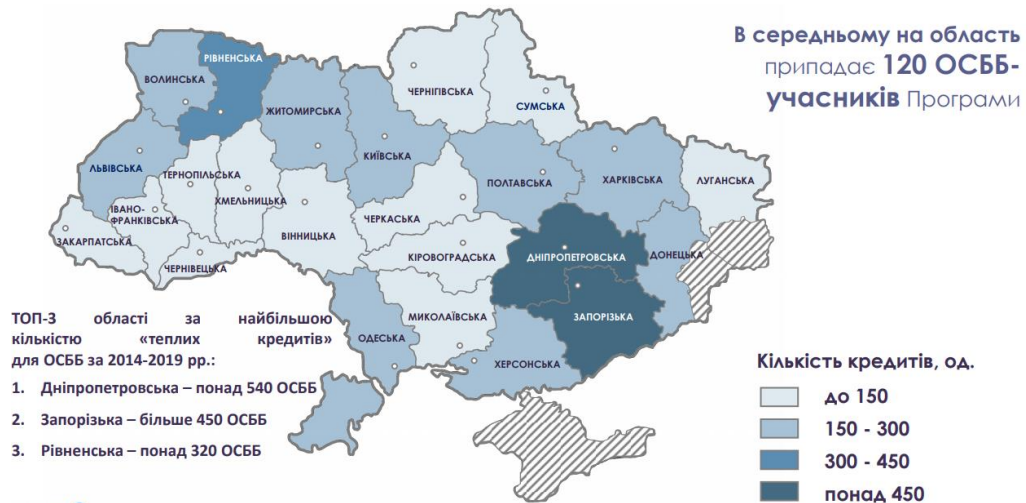 В середньому на область
припадає 120 ОСББ-
учасників Програми
РІВНЕНСЬКА
ВОЛИНСЬКА
ЖИТОМИРСЬКА
ЧЕРНІГІВСЬКА
СУМСЬКА
КИЇВСЬКА
ЛЬВІВСЬКА
ТЕРНОПІЛЬСЬКА
ХМЕЛЬНИЦЬКА
ПОЛТАВСЬКА
ХАРКІВСЬКА
ЛУГАНСЬКА
ІВАНО-
ФРАНКІВСЬКА
ЗАКАРПАТСЬКА
ЧЕРНІВЕЦЬКА
ВІННИЦЬКА
ЧЕРКАСЬКА
КІРОВОГРАДСЬКА
ДНІПРОПЕТРОВСЬКА
ДОНЕЦЬКА
ЗАПОРІЗЬКА
МИКОЛАЇВСЬКА
ОДЕСЬКА
ХЕРСОНСЬКА
ТОП-3 області за найбільшою
кількістю «теплих кредитів»
для ОСББ за 2014-2019 рр.:
1. Дніпропетровська – понад 540 ОСББ
2. Запорізька – більше 450 ОСББ
3. Рівненська – понад 320 ОСББ
Кількість кредитів, од.
до 150
150 - 300
300 - 450
понад 450